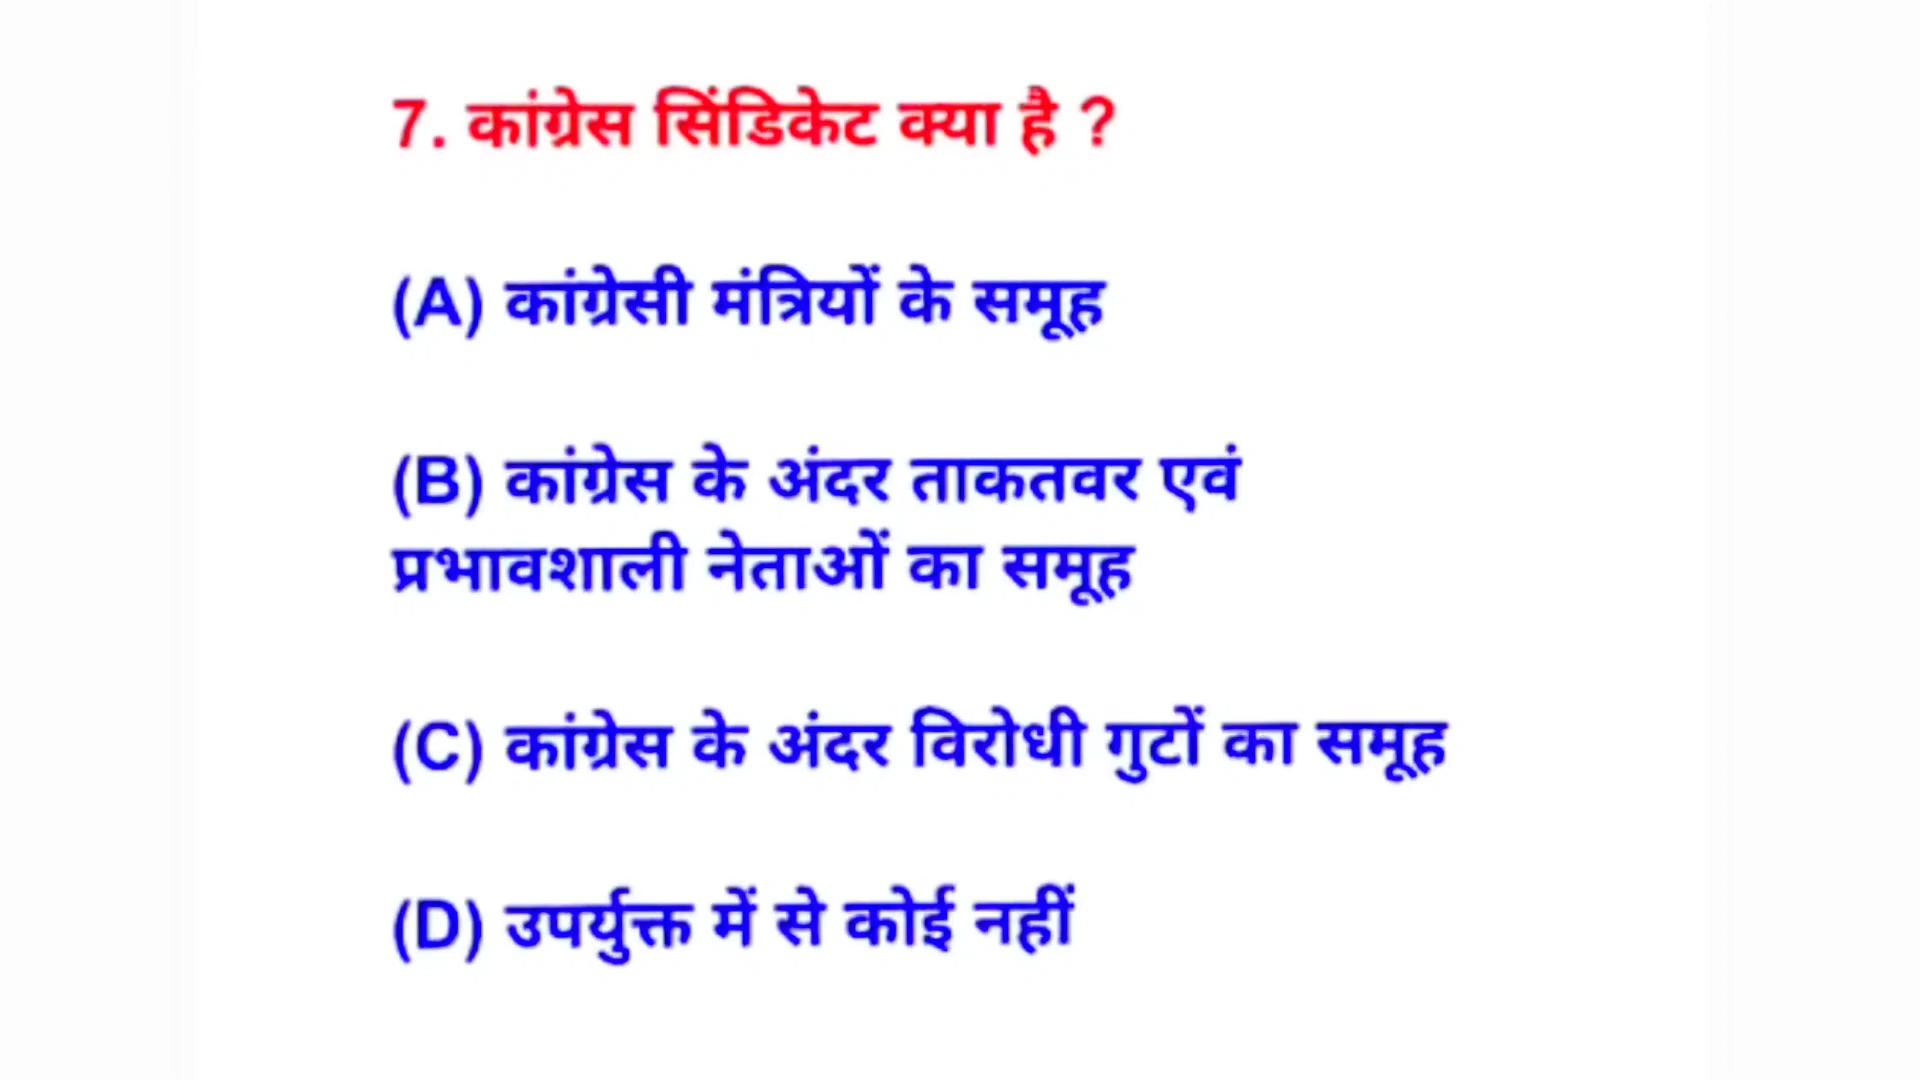 7. कांग्रेस सिंडिकेट क्या है ?
(A) कांग्रेसी मंत्रियों के समूह
(B) कांग्रेस के अंदर ताकतवर एवं
प्रभावशाली नेताओं का समूह
(C) कांग्रेस के अंदर विरोधी गुटों का समूह
(D) उपर्युक्त में से कोई नहीं